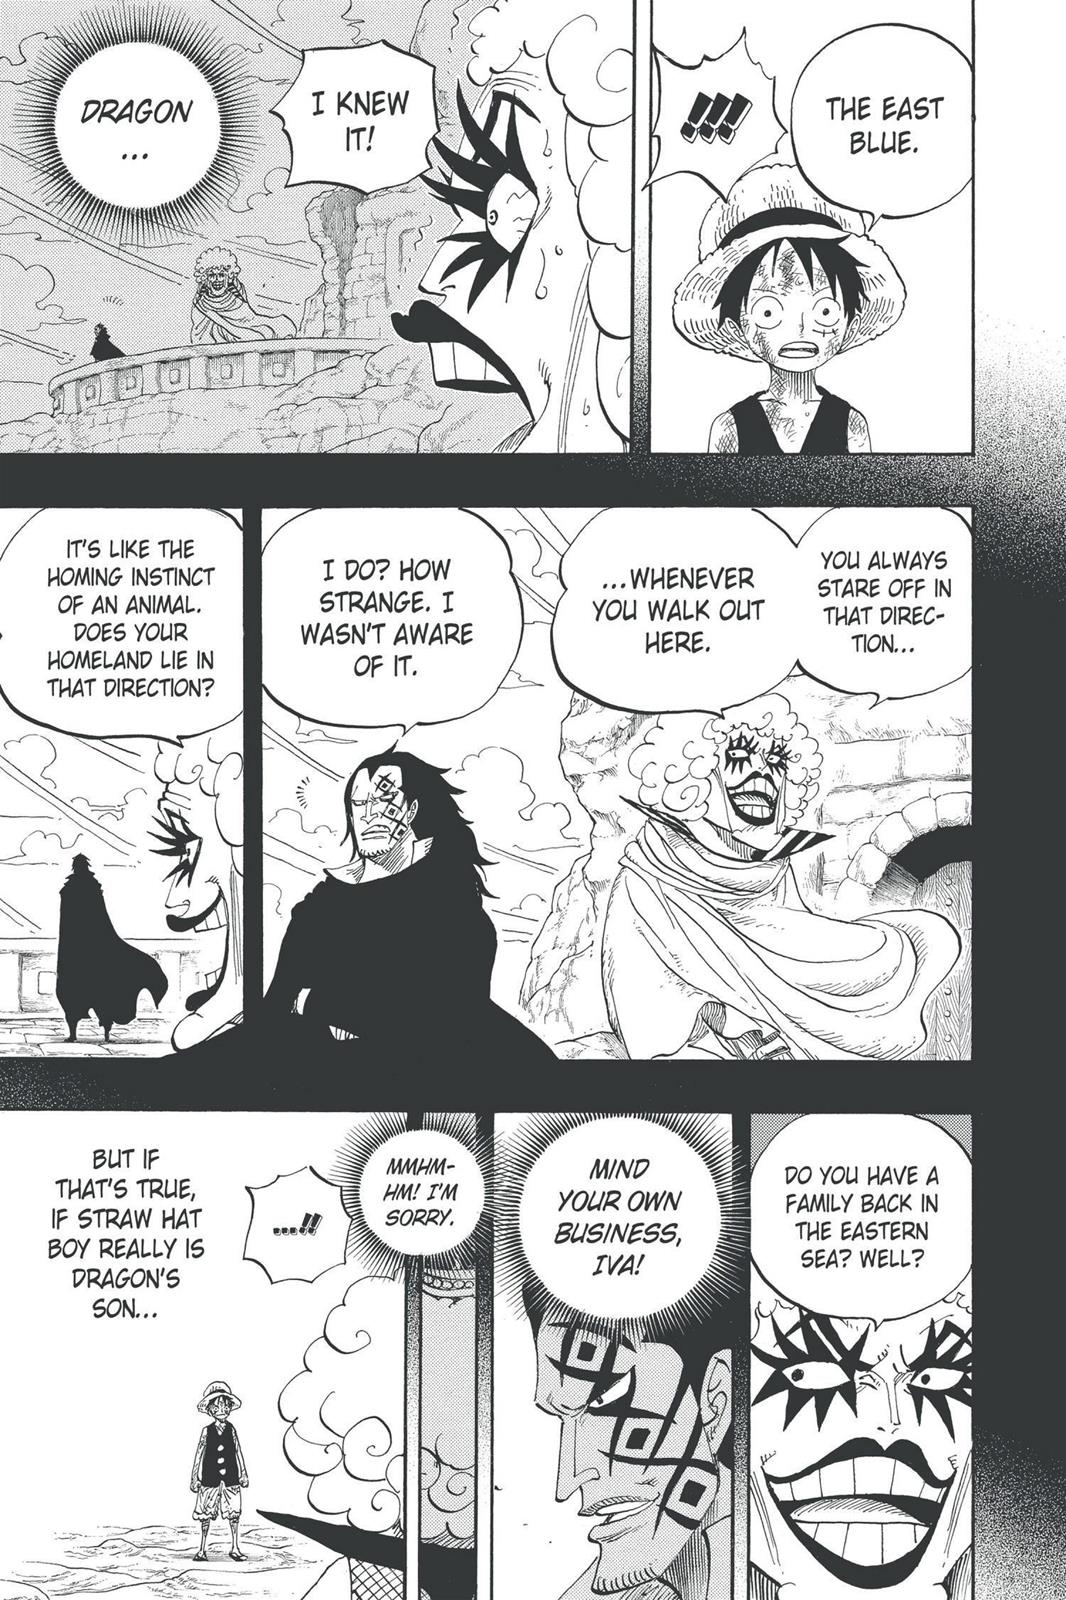 THE EAST
BLUE.
!!!!
I KNEW
IT!
DRAGON
...
YOU ALWAYS
STARE OFF IN
THAT DIREC-
TION...
...WHENEVER
YOU WALK OUT
HERE.
I DO? HOW
STRANGE. I
WASN'T AWARE
OF IT.
IT'S LIKE THE
HOMING INSTINCT
OF AN ANIMAL.
DOES YOUR
HOMELAND LIE IN
THAT DIRECTION?
DO YOU HAVE A
FAMILY BACK IN
THE EASTERN
SEA? WELL?
MIND
YOUR OWN
BUSINESS,
IVA!
MMHM-
HM! I'M
SORRY.
....!!
BUT IF
THAT'S TRUE,
IF STRAW HAT
BOY REALLY IS
DRAGON'S
SON...